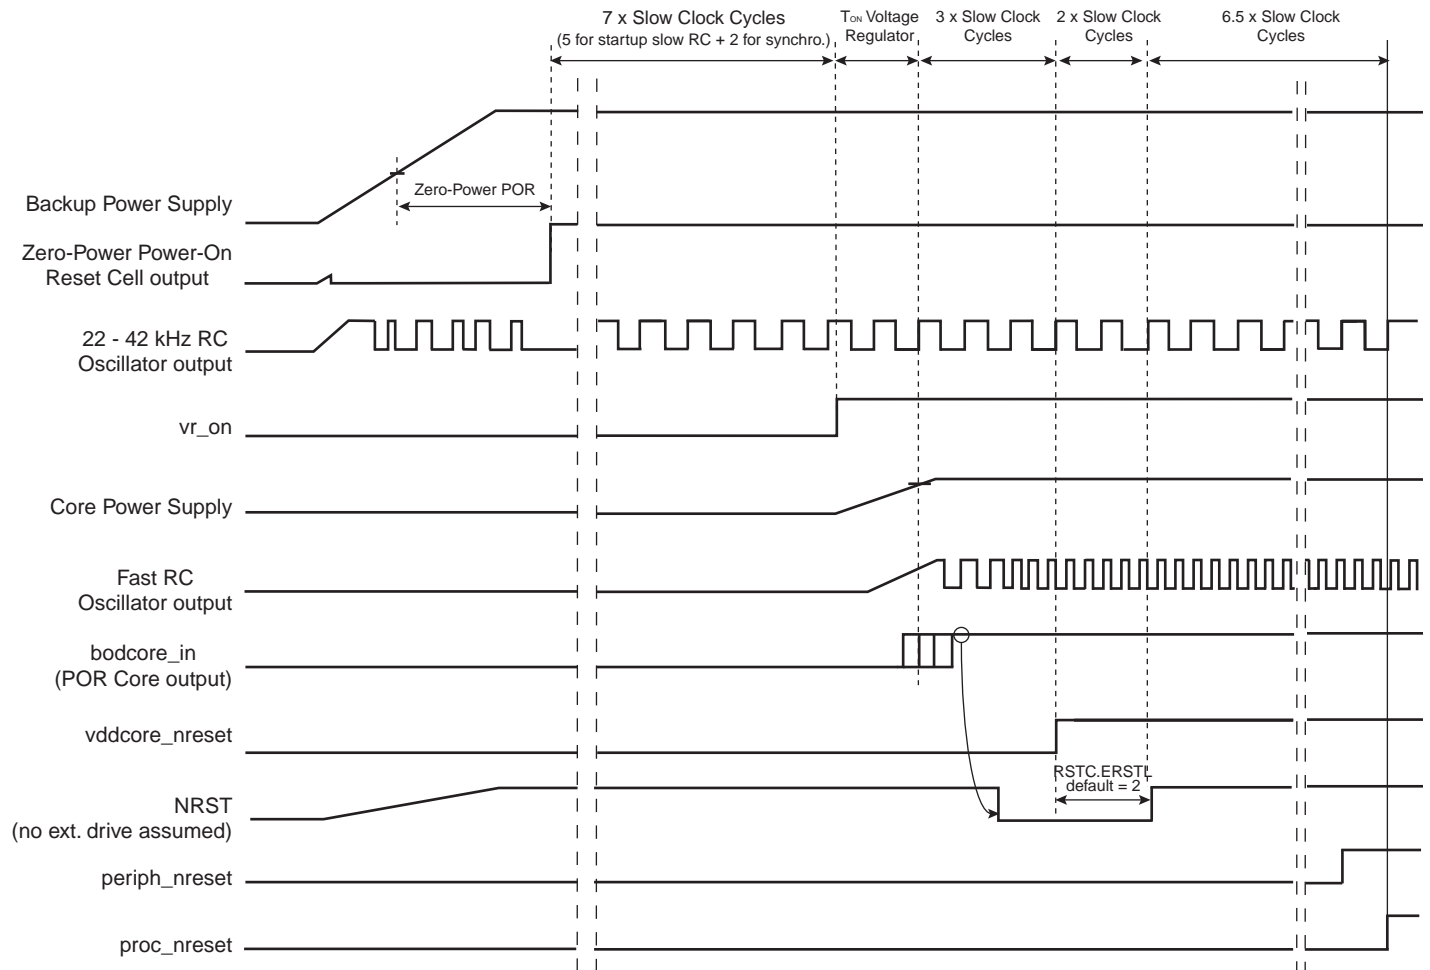 7 x Slow Clock Cycles
(5 for startup slow RC + 2 for synchro.)
TON Voltage
Regulator
3 x Slow Clock
Cycles
2 x Slow Clock
Cycles
6.5 x Slow Clock
Cycles
Zero-Power POR
Backup Power Supply
Zero-Power Power-On
Reset Cell output
22 - 42 kHz RC
Oscillator output
vr_on
Core Power Supply
Fast RC
Oscillator output
bodcore_in
(POR Core output)
vddcore_nreset
RSTC.ERSTL
default = 2
NRST
(no ext. drive assumed)
periph_nreset
proc_nreset